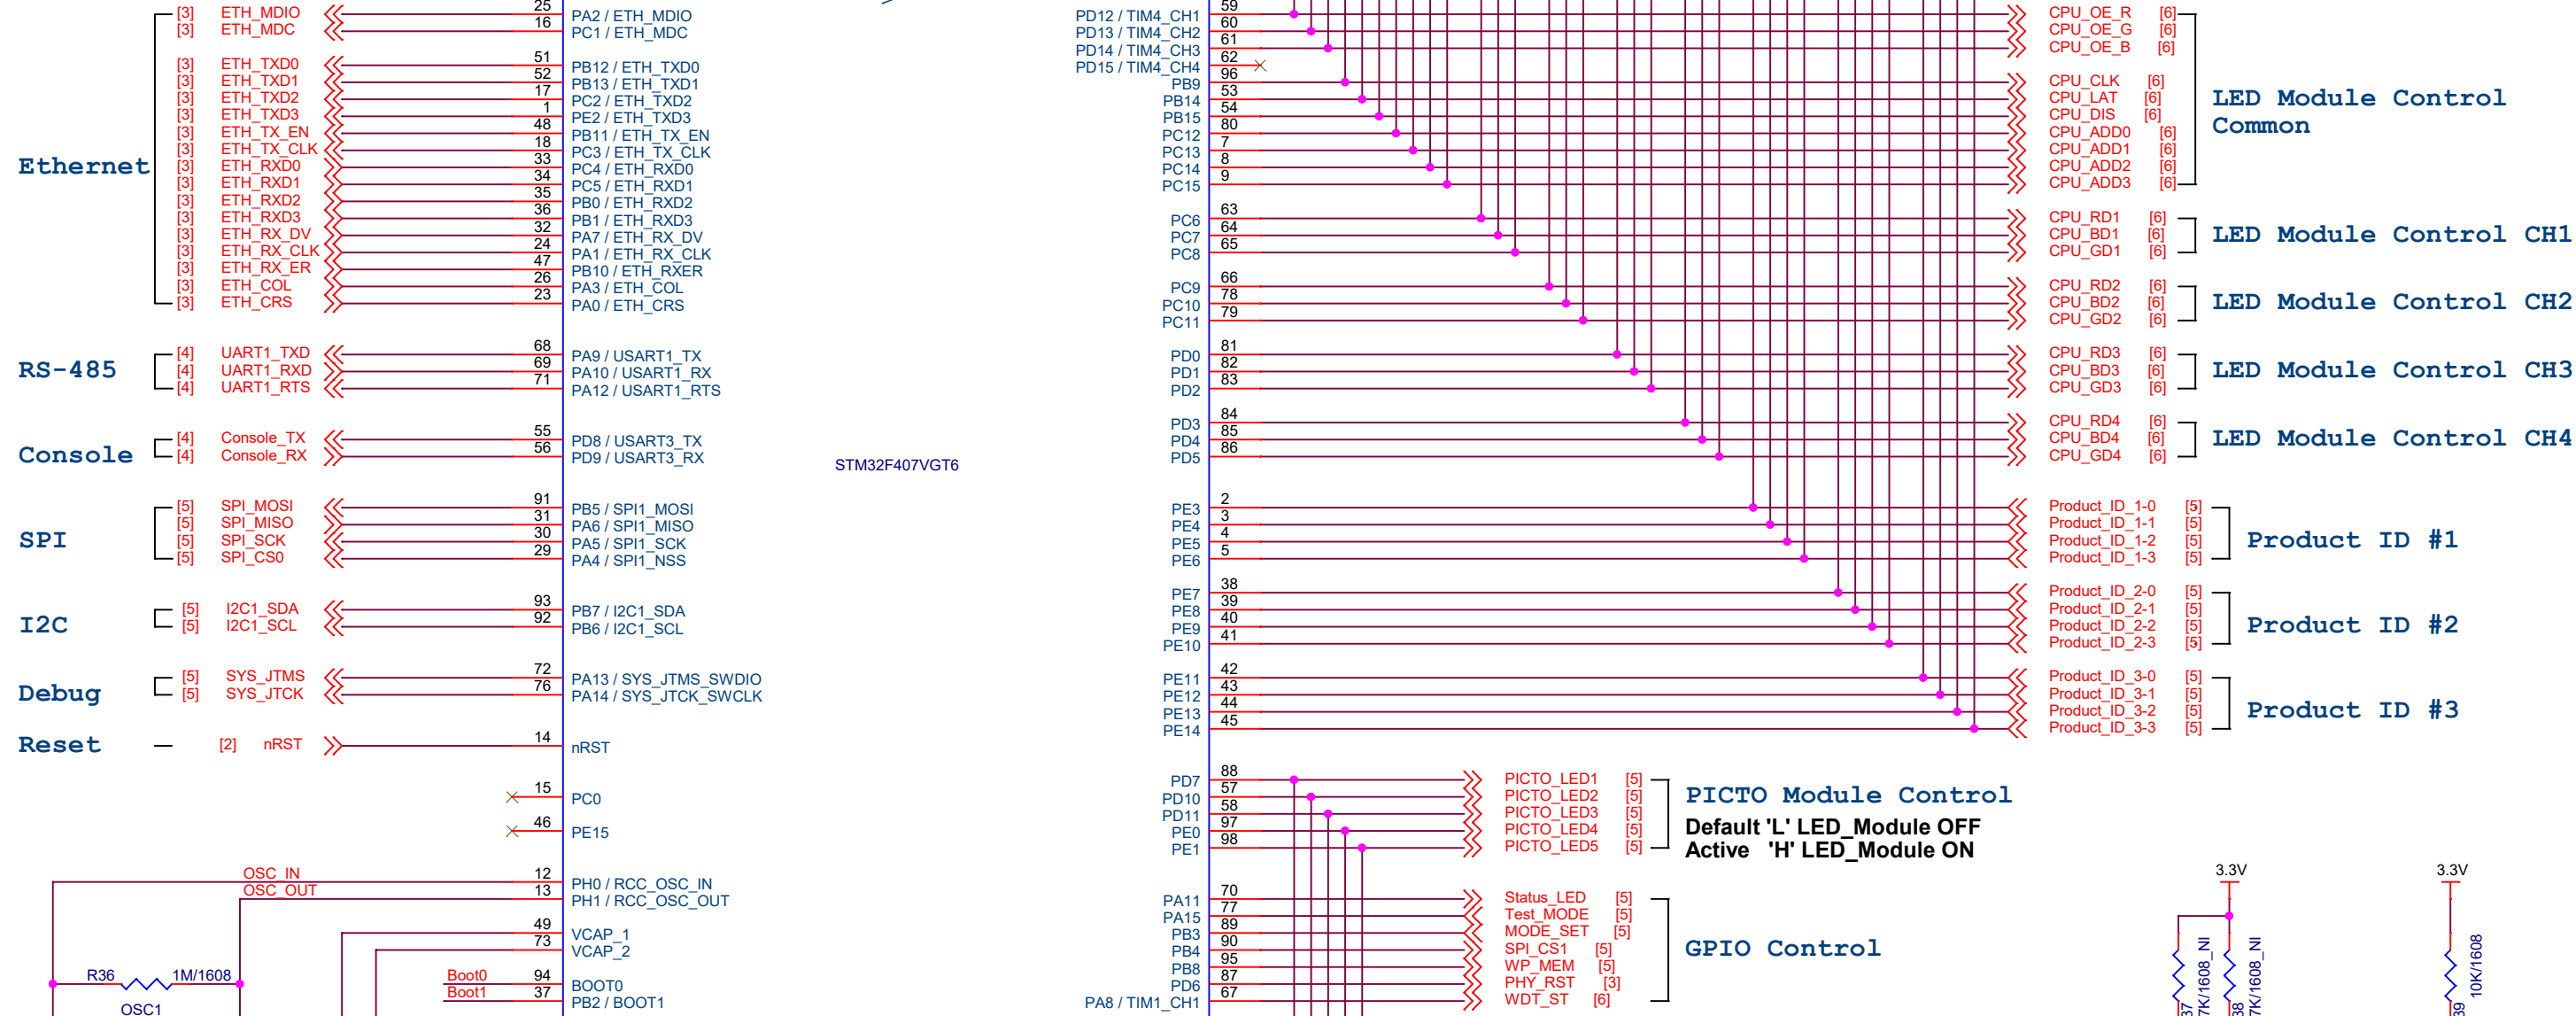 [3] ETH_MDIO 25 PA2 / ETH_MDIO
[3] ETH_MDC 16 PC1 / ETH_MDC
[3] ETH_TXD0 51 PB12 / ETH_TXD0
[3] ETH_TXD1 52 PB13 / ETH_TXD1
[3] ETH_TXD2 17 PC2 / ETH_TXD2
[3] ETH_TXD3 1 PE2 / ETH_TXD3
[3] ETH_TX_EN 48 PB11 / ETH_TX_EN
[3] ETH_TX_CLK 18 PC3 / ETH_TX_CLK
Ethernet
[3] ETH_RXD0 33 PC4 / ETH_RXD0
[3] ETH_RXD1 34 PC5 / ETH_RXD1
[3] ETH_RXD2 35 PB0 / ETH_RXD2
[3] ETH_RXD3 36 PB1 / ETH_RXD3
[3] ETH_RX_DV 32 PA7 / ETH_RX_DV
[3] ETH_RX_CLK 24 PA1 / ETH_RX_CLK
[3] ETH_RX_ER 47 PB10 / ETH_RXER
[3] ETH_COL 26 PA3 / ETH_COL
[3] ETH_CRS 23 PA0 / ETH_CRS
RS-485
[4] UART1_TXD 68 PA9 / USART1_TX
[4] UART1_RXD 69 PA10 / USART1_RX
[4] UART1_RTS 71 PA12 / USART1_RTS
Console
[4] Console_TX 55 PD8 / USART3_TX
[4] Console_RX 56 PD9 / USART3_RX
SPI
[5] SPI_MOSI 91 PB5 / SPI1_MOSI
[5] SPI_MISO 31 PA6 / SPI1_MISO
[5] SPI_SCK 30 PA5 / SPI1_SCK
[5] SPI_CS0 29 PA4 / SPI1_NSS
I2C
[5] I2C1_SDA 93 PB7 / I2C1_SDA
[5] I2C1_SCL 92 PB6 / I2C1_SCL
Debug
[5] SYS_JTMS 72 PA13 / SYS_JTMS_SWDIO
[5] SYS_JTCK 76 PA14 / SYS_JTCK_SWCLK
Reset [2] nRST 14 nRST
15 PC0
46 PE15
OSC_IN 12 PH0 / RCC_OSC_IN
OSC_OUT 13 PH1 / RCC_OSC_OUT
49 VCAP_1
73 VCAP_2
R36 1M/1608
OSC1
Boot0 94 BOOT0
Boot1 37 PB2 / BOOT1
STM32F407VGT6
PD12 / TIM4_CH1 59 CPU_OE_R [6]
PD13 / TIM4_CH2 60 CPU_OE_G [6]
PD14 / TIM4_CH3 61 CPU_OE_B [6]
PD15 / TIM4_CH4 62
PB9 96 CPU_CLK [6]
PB14 53 CPU_LAT [6]
PB15 54 CPU_DIS [6]
PC12 80 CPU_ADD0 [6]
PC13 7 CPU_ADD1 [6]
PC14 8 CPU_ADD2 [6]
PC15 9 CPU_ADD3 [6]
LED Module Control
Common
PC6 63 CPU_RD1 [6]
PC7 64 CPU_BD1 [6]
PC8 65 CPU_GD1 [6]
LED Module Control CH1
PC9 66 CPU_RD2 [6]
PC10 78 CPU_BD2 [6]
PC11 79 CPU_GD2 [6]
LED Module Control CH2
PD0 81 CPU_RD3 [6]
PD1 82 CPU_BD3 [6]
PD2 83 CPU_GD3 [6]
LED Module Control CH3
PD3 84 CPU_RD4 [6]
PD4 85 CPU_BD4 [6]
PD5 86 CPU_GD4 [6]
LED Module Control CH4
PE3 2 Product_ID_1-0 [5]
PE4 3 Product_ID_1-1 [5]
PE5 4 Product_ID_1-2 [5]
PE6 5 Product_ID_1-3 [5]
Product ID #1
PE7 38 Product_ID_2-0 [5]
PE8 39 Product_ID_2-1 [5]
PE9 40 Product_ID_2-2 [5]
PE10 41 Product_ID_2-3 [5]
Product ID #2
PE11 42 Product_ID_3-0 [5]
PE12 43 Product_ID_3-1 [5]
PE13 44 Product_ID_3-2 [5]
PE14 45 Product_ID_3-3 [5]
Product ID #3
PD7 88 PICTO_LED1 [5]
PD10 57 PICTO_LED2 [5]
PD11 58 PICTO_LED3 [5]
PE0 97 PICTO_LED4 [5]
PE1 98 PICTO_LED5 [5]
PICTO Module Control
Default 'L' LED_Module OFF
Active 'H' LED_Module ON
PA11 70 Status_LED [5]
PA15 77 Test_MODE [5]
PB3 89 MODE_SET [5]
PB4 90 SPI_CS1 [5]
PB8 95 WP_MEM [5]
PD6 87 PHY_RST [3]
PA8 / TIM1_CH1 67 WDT_ST [6]
GPIO Control
3.3V
3.3V
10K/1608